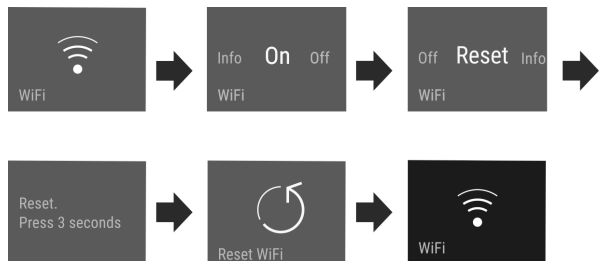 WiFi
Info On Off
WiFi
Off Reset Info
WiFi
Reset.
Press 3 seconds
Reset WiFi
WiFi